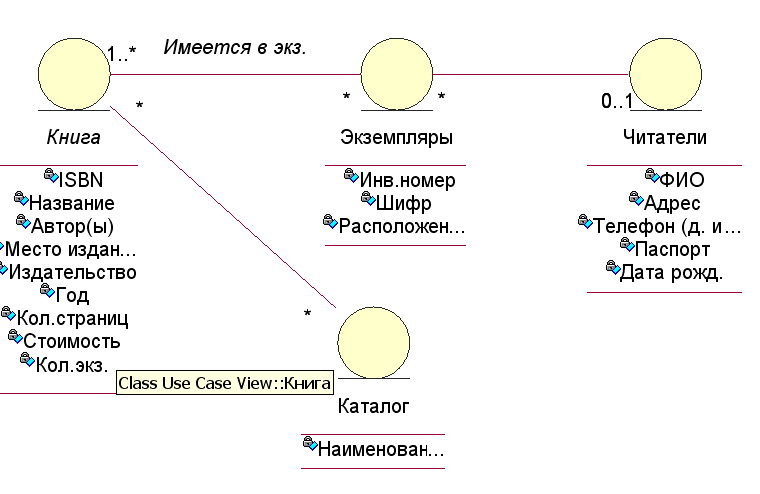 Имеется в экз.
1..*
*
*
*
0..1
Книга
Экземпляры
Читатели
ISBN
Название
Автор(ы)
Место издан...
Издательство
Год
Кол.страниц
Стоимость
Кол.экз.
Инв.номер
Шифр
Расположен...
ФИО
Адрес
Телефон (д. и...
Паспорт
Дата рожд.
*
Class Use Case View::Книга
Каталог
Наименован...